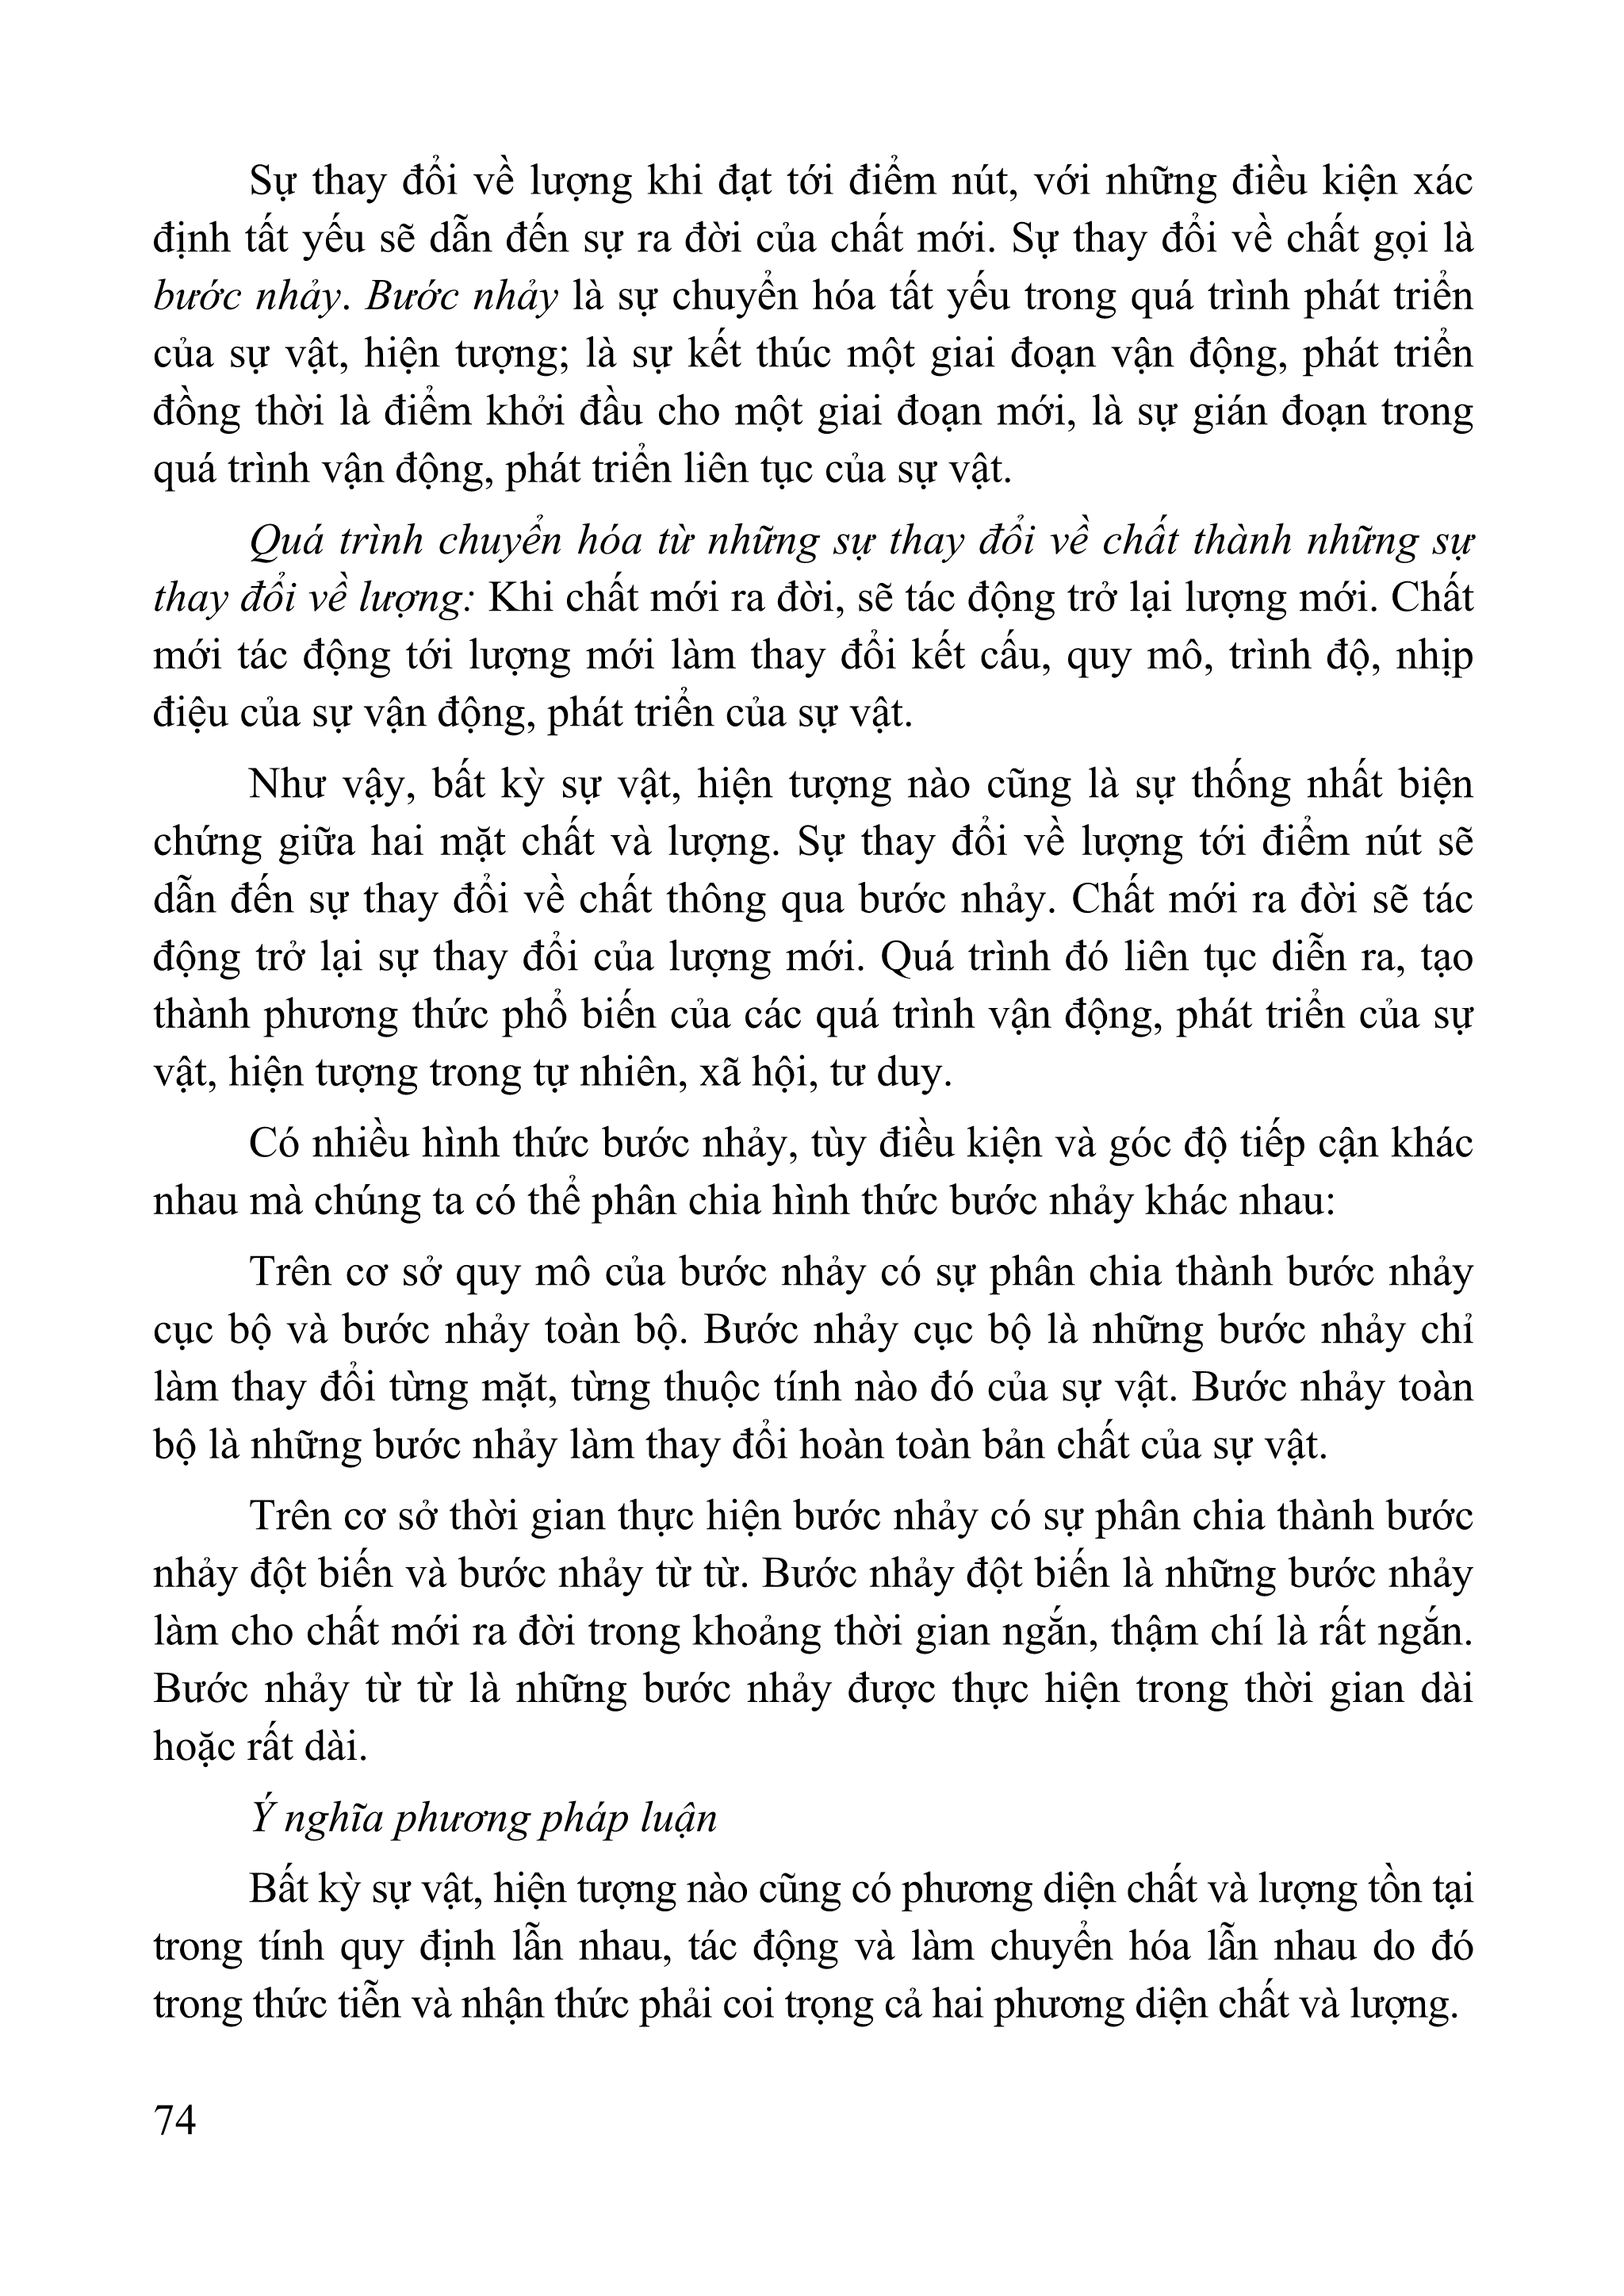 Sự thay đổi về lượng khi đạt tới điểm nút, với những điều kiện xác
định tất yếu sẽ dẫn đến sự ra đời của chất mới. Sự thay đổi về chất gọi là
bước nhảy. Bước nhảy là sự chuyển hóa tất yếu trong quá trình phát triển
của sự vật, hiện tượng; là sự kết thúc một giai đoạn vận động, phát triển
đồng thời là điểm khởi đầu cho một giai đoạn mới, là sự gián đoạn trong
quá trình vận động, phát triển liên tục của sự vật.
Quá trình chuyển hóa từ những sự thay đổi về chất thành những sự
thay đổi về lượng: Khi chất mới ra đời, sẽ tác động trở lại lượng mới. Chất
mới tác động tới lượng mới làm thay đổi kết cấu, quy mô, trình độ, nhịp
điệu của sự vận động, phát triển của sự vật.
Như vậy, bất kỳ sự vật, hiện tượng nào cũng là sự thống nhất biện
chứng giữa hai mặt chất và lượng. Sự thay đổi về lượng tới điểm nút sẽ
dẫn đến sự thay đổi về chất thông qua bước nhảy. Chất mới ra đời sẽ tác
động trở lại sự thay đổi của lượng mới. Quá trình đó liên tục diễn ra, tạo
thành phương thức phổ biến của các quá trình vận động, phát triển của sự
vật, hiện tượng trong tự nhiên, xã hội, tư duy.
Có nhiều hình thức bước nhảy, tùy điều kiện và góc độ tiếp cận khác
nhau mà chúng ta có thể phân chia hình thức bước nhảy khác nhau:
Trên cơ sở quy mô của bước nhảy có sự phân chia thành bước nhảy
cục bộ và bước nhảy toàn bộ. Bước nhảy cục bộ là những bước nhảy chỉ
làm thay đổi từng mặt, từng thuộc tính nào đó của sự vật. Bước nhảy toàn
bộ là những bước nhảy làm thay đổi hoàn toàn bản chất của sự vật.
Trên cơ sở thời gian thực hiện bước nhảy có sự phân chia thành bước
nhảy đột biến và bước nhảy từ từ. Bước nhảy đột biến là những bước nhảy
làm cho chất mới ra đời trong khoảng thời gian ngắn, thậm chí là rất ngắn.
Bước nhảy từ từ là những bước nhảy được thực hiện trong thời gian dài
hoặc rất dài.
Ý nghĩa phương pháp luận
Bất kỳ sự vật, hiện tượng nào cũng có phương diện chất và lượng tồn tại
trong tính quy định lẫn nhau, tác động và làm chuyển hóa lẫn nhau do đó
trong thức tiễn và nhận thức phải coi trọng cả hai phương diện chất và lượng.
74